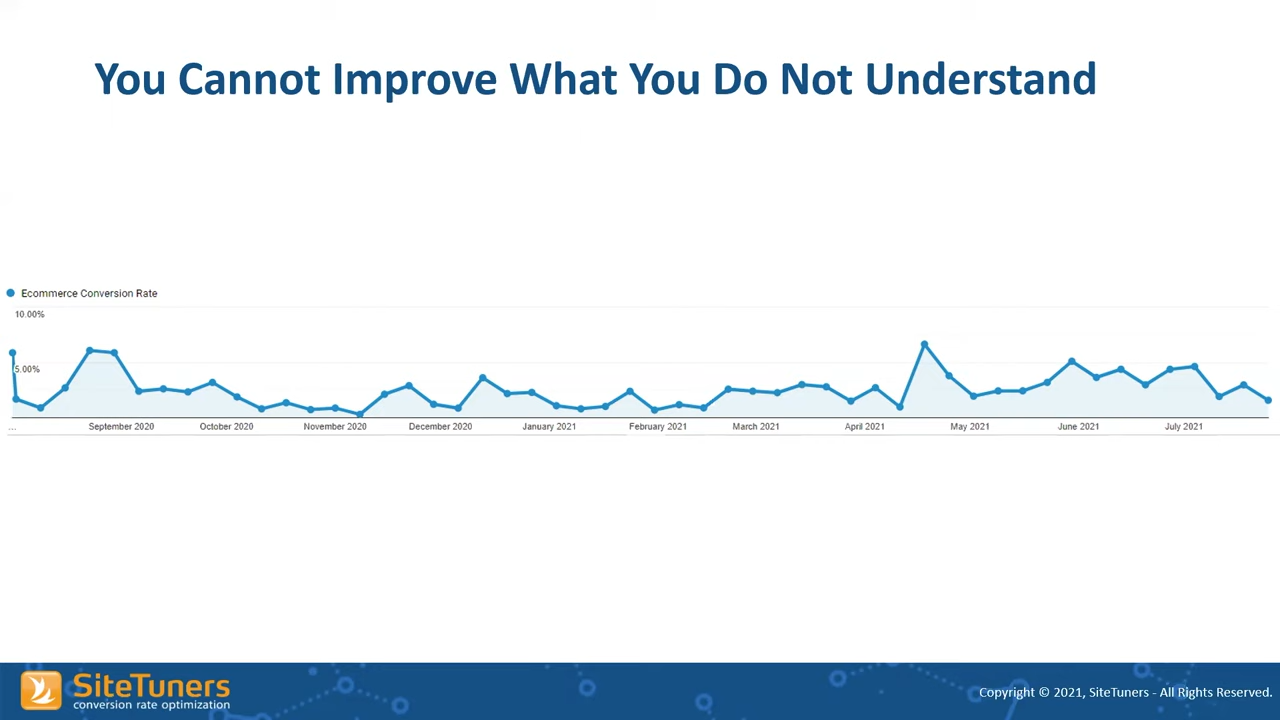 You Cannot Improve What You Do Not Understand
Ecommerce Conversion Rate
10.00%
5.00%
... September 2020 October 2020 November 2020 December 2020 January 2021 February 2021 March 2021 April 2021 May 2021 June 2021 July 2021
SiteTuners
conversion rate optimization
Copyright © 2021, SiteTuners - All Rights Reserved.